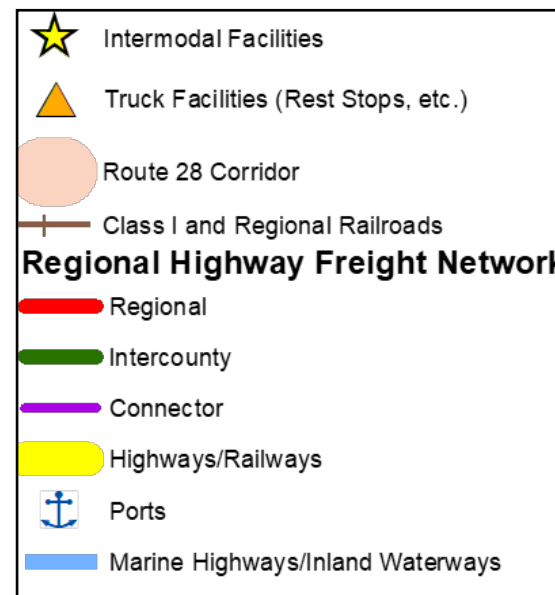 Intermodal Facilities
Truck Facilities (Rest Stops, etc.)
Route 28 Corridor
Class I and Regional Railroads
Regional Highway Freight Network
Regional
Intercounty
Connector
Highways/Railways
Ports
Marine Highways/Inland Waterways